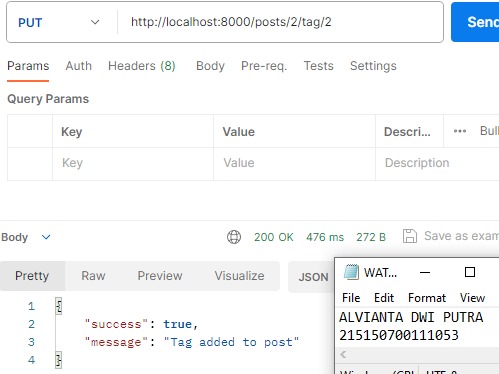 PUT http://localhost:8000/posts/2/tag/2 Send
Params Auth Headers (8) Body Pre-req. Tests Settings
Query Params
Key Value Descri... ••• Bul
Key Value Description
Body 200 OK 476 ms 272 B Save as exam
Pretty Raw Preview Visualize JSON
1 {
2 "success": true,
3 "message": "Tag added to post"
4 }
WAT...
File Edit Format View
ALVIANTA DWI PUTRA
215150700111053